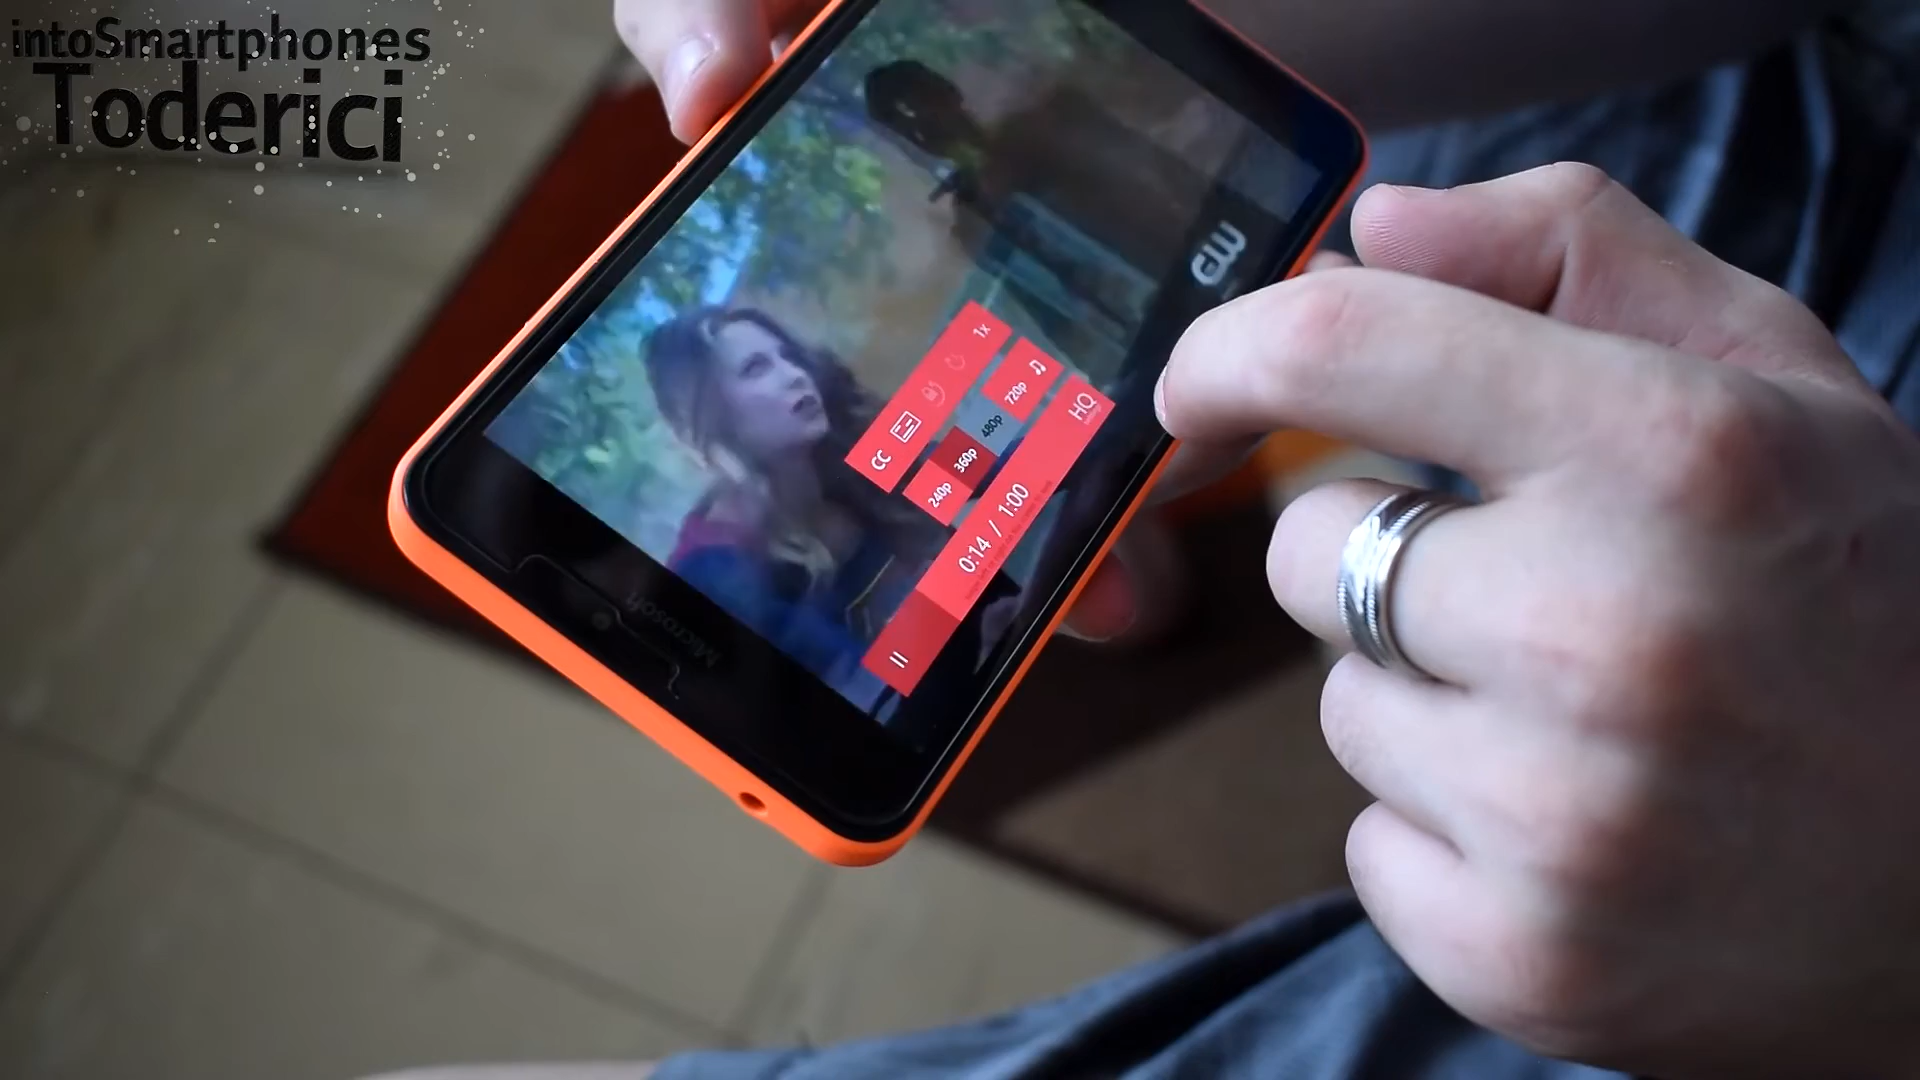 intoSmartphones
Toderici
CW
1x
CC
720p
480p
360p
240p
HQ
0:14 / 1:00
Microsoft